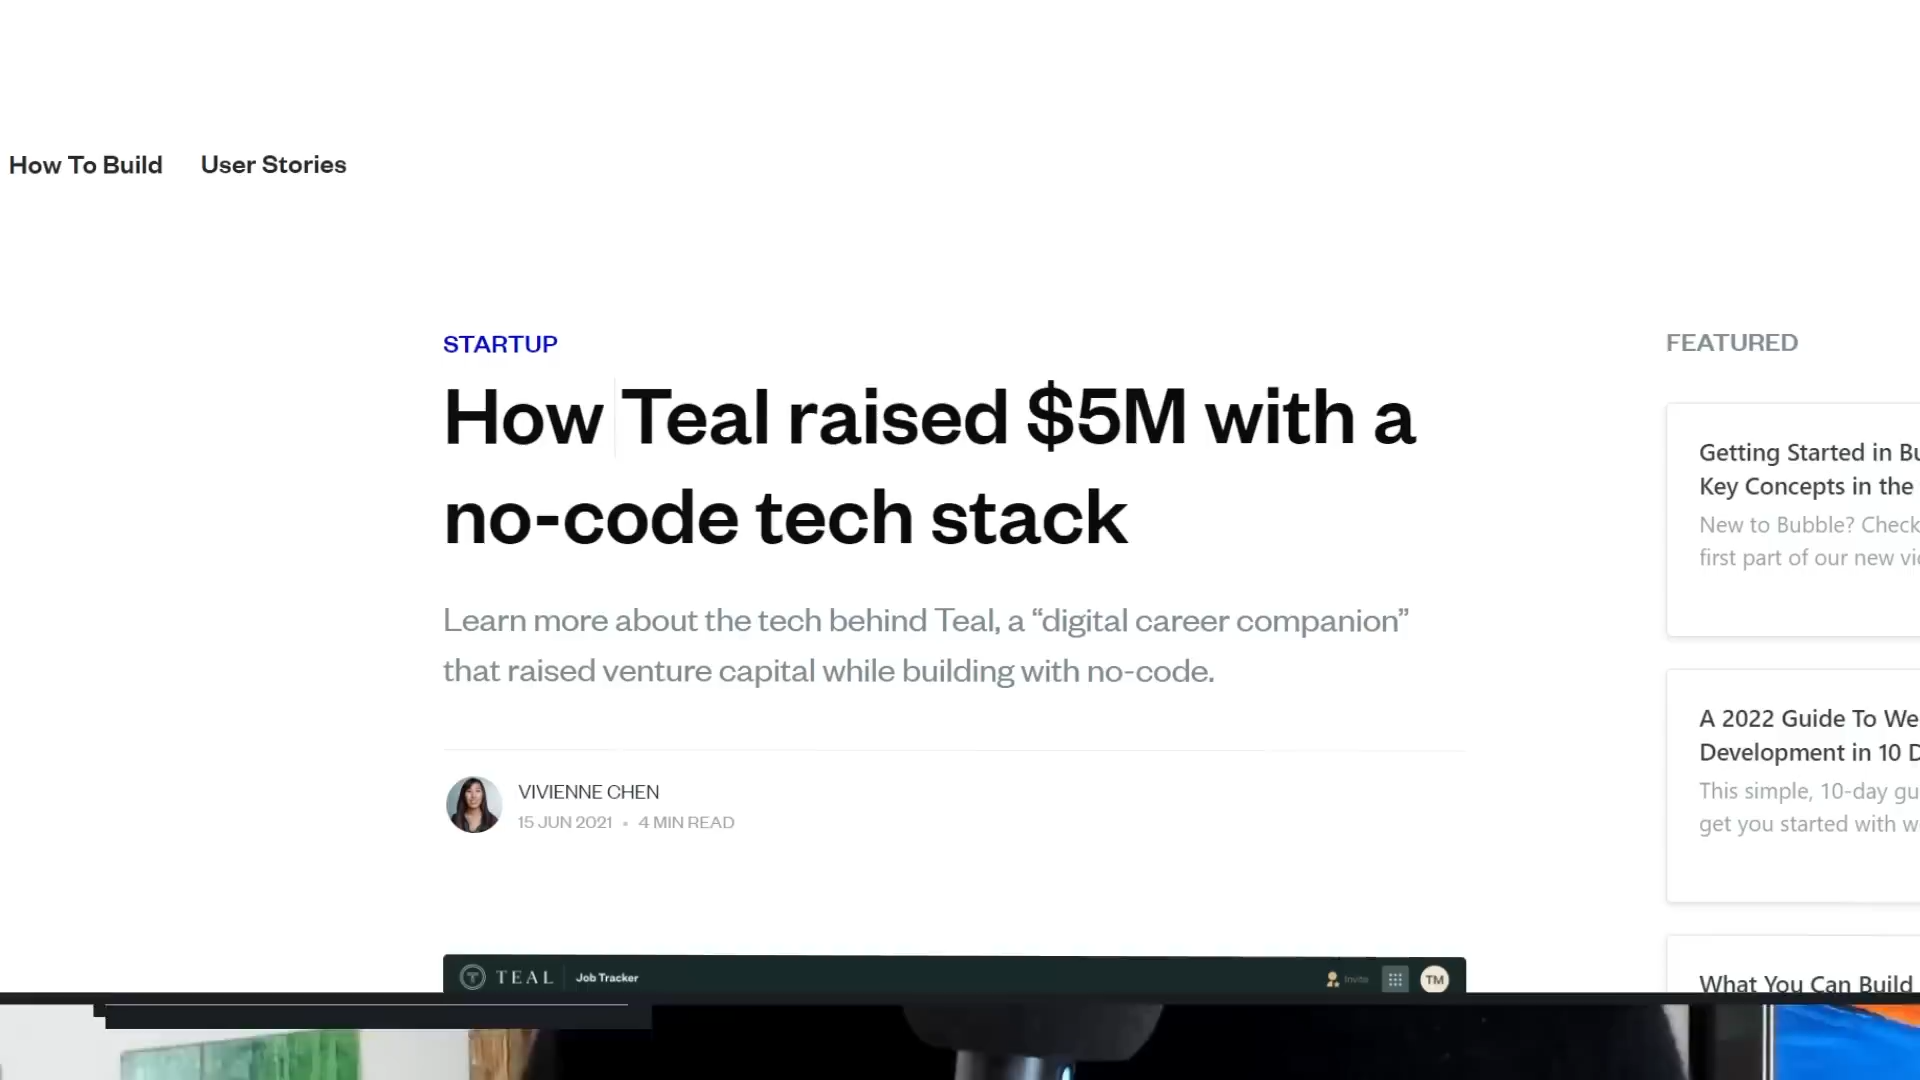 How To Build
User Stories
STARTUP
How Teal raised $5M with a
no-code tech stack
Learn more about the tech behind Teal, a “digital career companion”
that raised venture capital while building with no-code.
VIVIENNE CHEN
15 JUN 2021 • 4 MIN READ
TEAL
Job Tracker
Invite
TM
FEATURED
Getting Started in
Key Concepts in the
New to Bubble? Check
first part of our new
A 2022 Guide To
Development in 10
This simple, 10-day
get you started with
What You Can Build